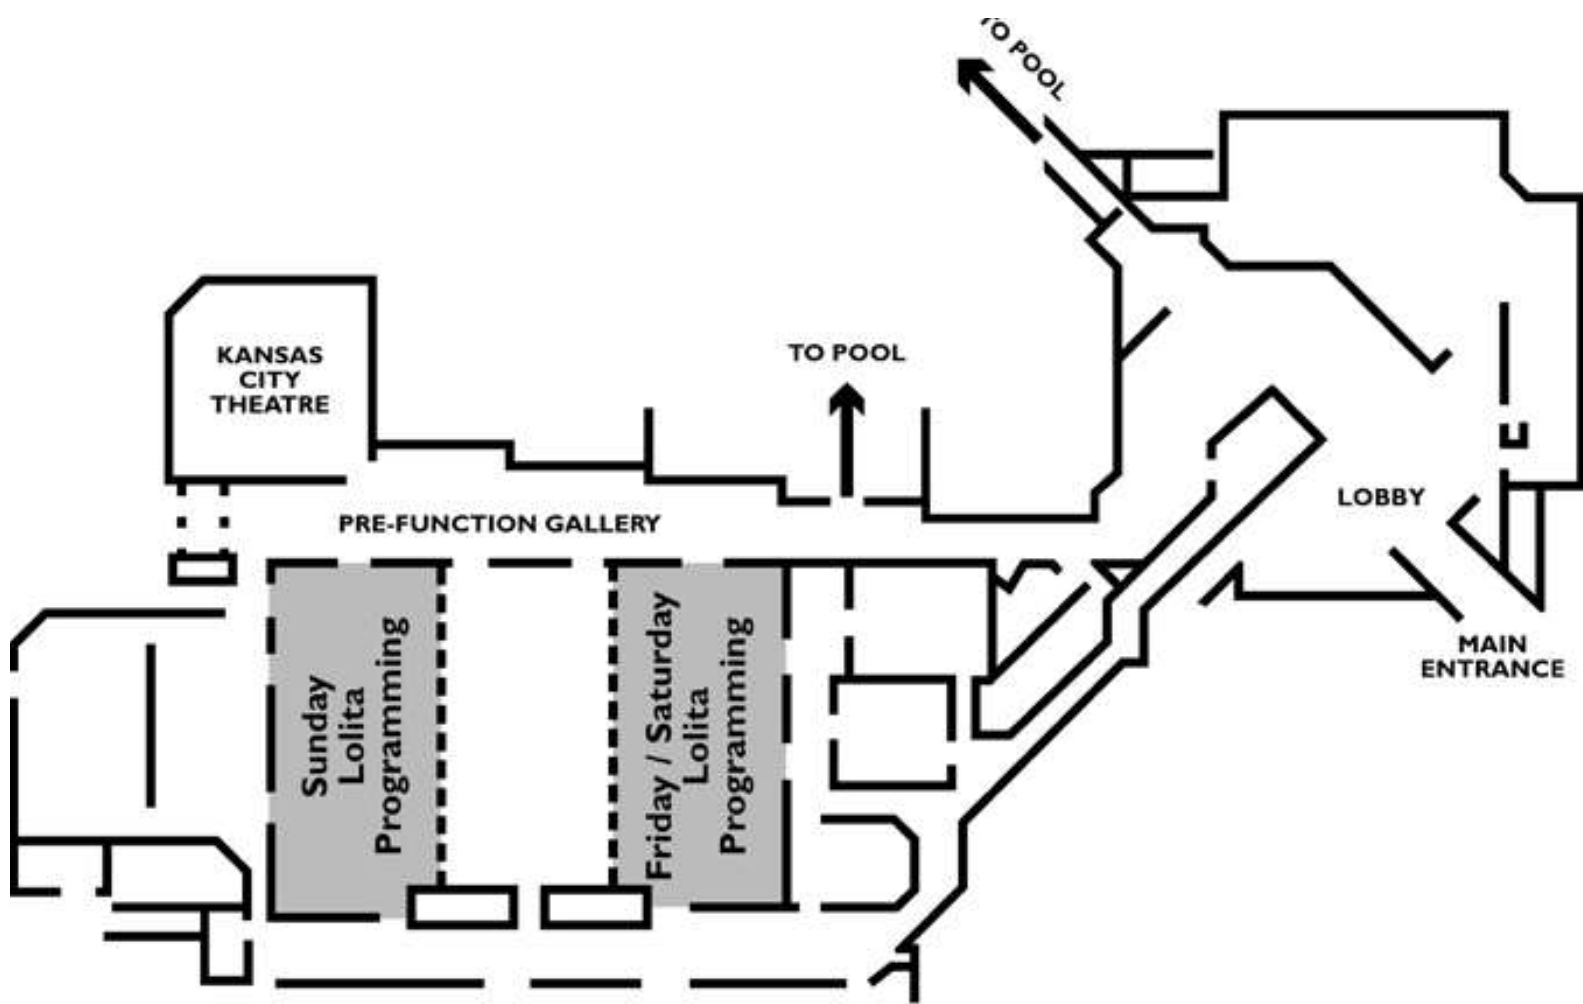 TO POOL
KANSAS
CITY
THEATRE
TO POOL
PRE-FUNCTION GALLERY
LOBBY
MAIN
ENTRANCE
Sunday
Lolita
Programming
Friday / Saturday
Lolita
Programming